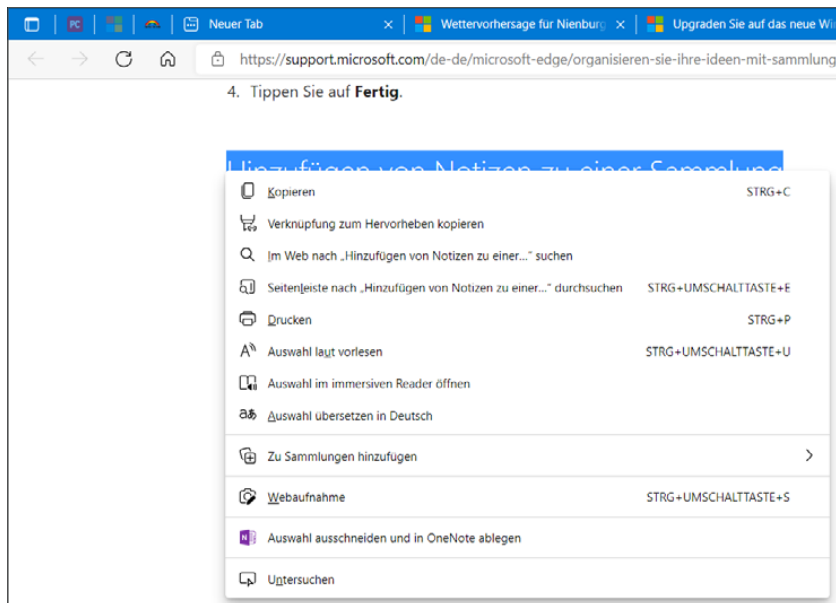 PC
Neuer Tab
Wettervorhersage für Nienburg
Upgraden Sie auf das neue Wi
https://support.microsoft.com/de-de/microsoft-edge/organisieren-sie-ihre-ideen-mit-sammlung
4. Tippen Sie auf Fertig.
Hinzufügen von Notizen zu einer Sammlung
Kopieren STRG+C
Verknüpfung zum Hervorheben kopieren
Im Web nach „Hinzufügen von Notizen zu einer...“ suchen
Seitenleiste nach „Hinzufügen von Notizen zu einer...“ durchsuchen STRG+UMSCHALTTASTE+E
Drucken STRG+P
Auswahl laut vorlesen STRG+UMSCHALTTASTE+U
Auswahl im immersiven Reader öffnen
Auswahl übersetzen in Deutsch
Zu Sammlungen hinzufügen
Webaufnahme STRG+UMSCHALTTASTE+S
Auswahl ausschneiden und in OneNote ablegen
Untersuchen